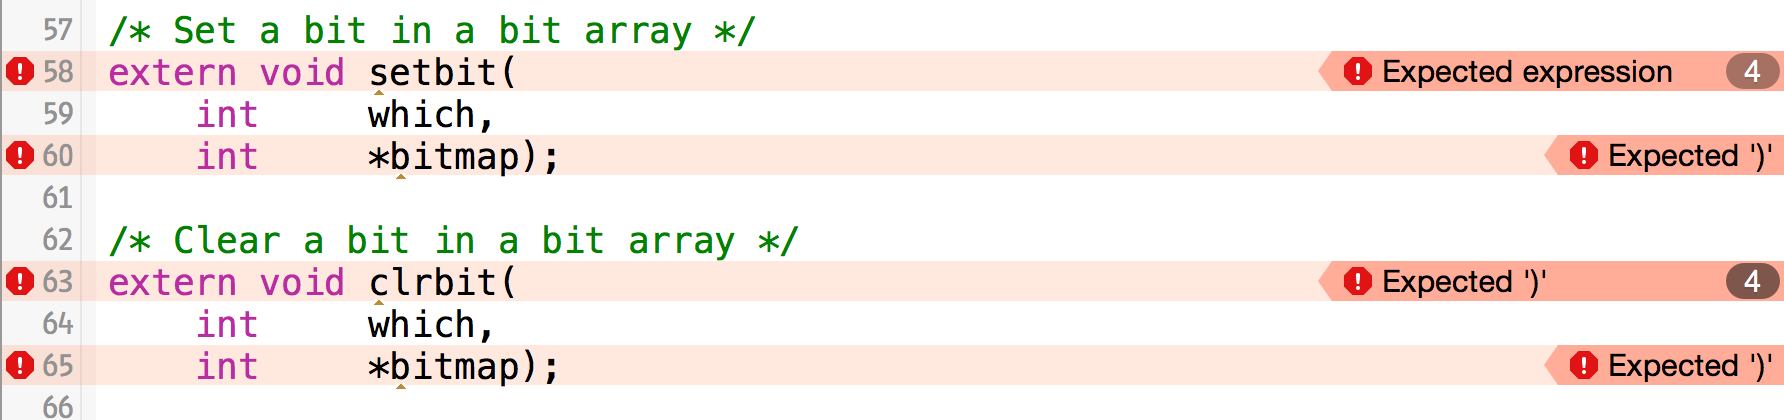 57 /* Set a bit in a bit array */
58 extern void setbit( Expected expression 4
59 int which,
60 int *bitmap); Expected ')'
61
62 /* Clear a bit in a bit array */
63 extern void clrbit( Expected ')' 4
64 int which,
65 int *bitmap); Expected ')'
66